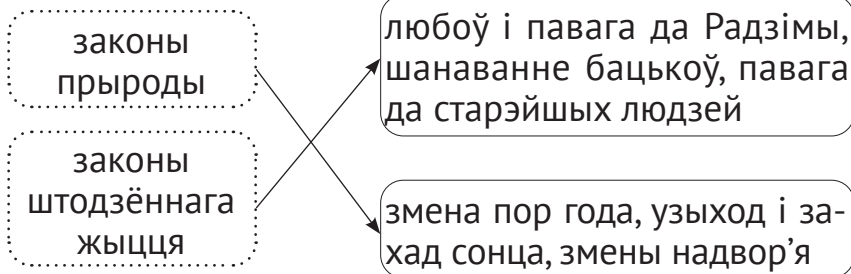 законы
прыроды
законы
штодзённага
жыцця
любоў і павага да Радзімы,
шанаванне бацькоў, павага
да старэйшых людзей
змена пор года, узыход і за-
хад сонца, змены надвор’я